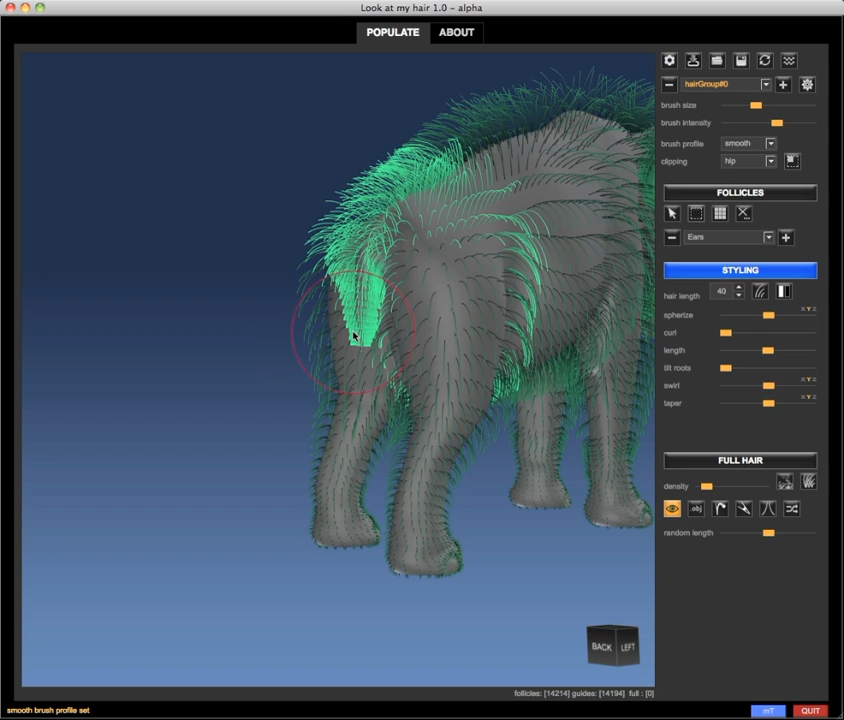 Look at my hair 1.0 - alpha
POPULATE ABOUT
hairGroup#0
brush size
brush intensity
brush profile smooth
clipping hip
FOLLICLES
Ears
STYLING
hair length 40
X Y Z
spherize
curl
length
tilt roots
X Y Z
swirl
X Y Z
taper
FULL HAIR
density
.obj
random length
BACK LEFT
follicles: [14214] guides: [14194] full : [0]
smooth brush profile set
mT QUIT